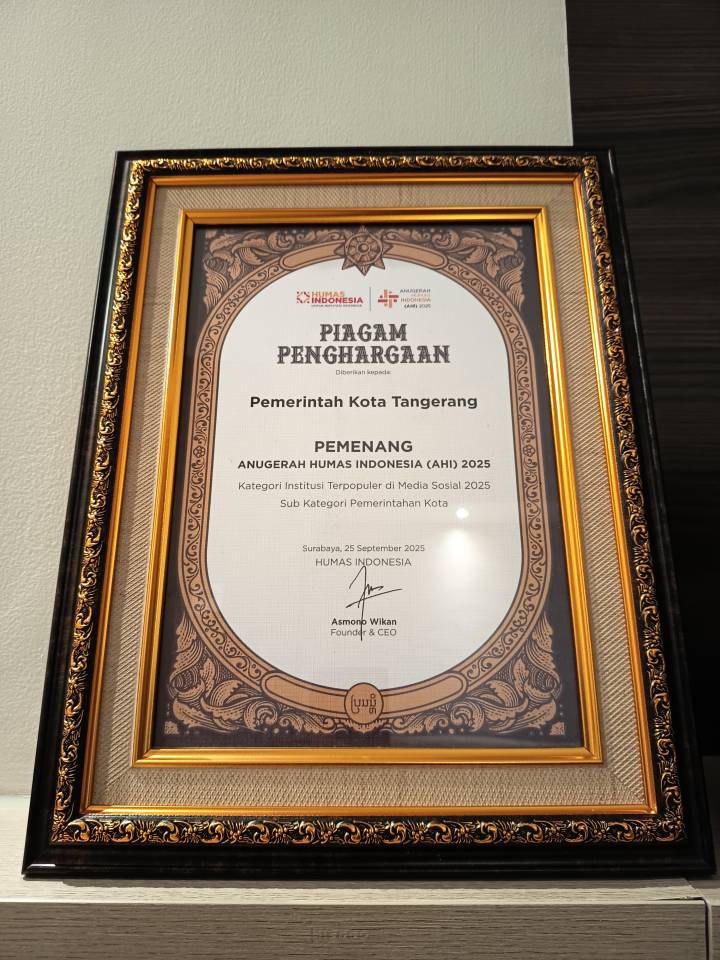 HUMAS
INDONESIA
ANUGERAH
HUMAS
INDONESIA
(AHI) 2025
PIAGAM
PENGHARGAAN
Diberikan kepada:
Pemerintah Kota Tangerang
PEMENANG
ANUGERAH HUMAS INDONESIA (AHI) 2025
Kategori Institusi Terpopuler di Media Sosial 2025
Sub Kategori Pemerintahan Kota
Surabaya, 25 September 2025
HUMAS INDONESIA
Asmono Wikan
Founder & CEO